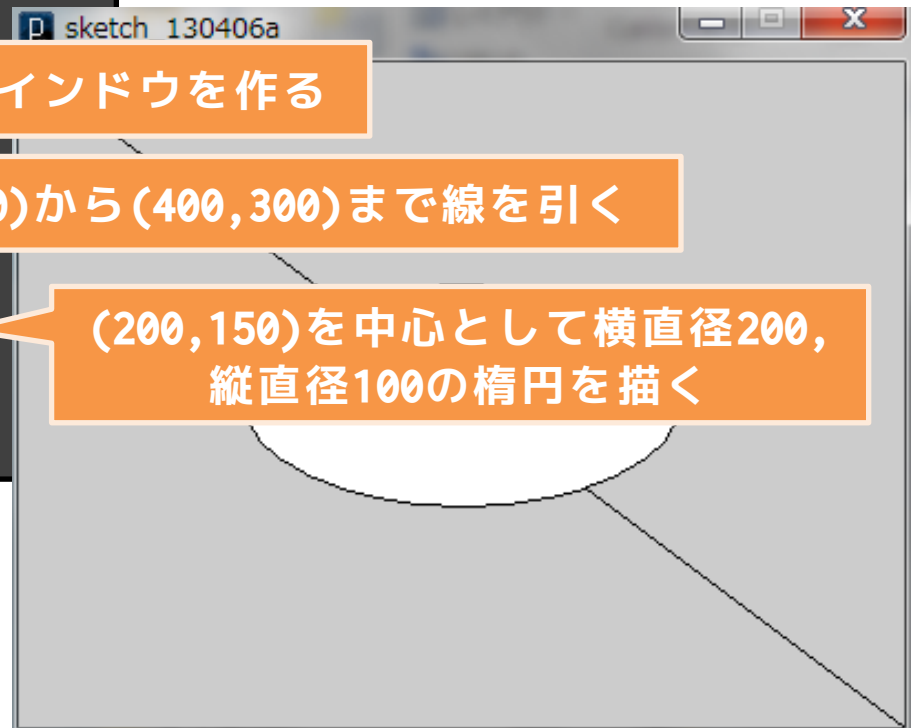 sketch_130406a
インドウを作る
0)から(400,300)まで線を引く
(200,150)を中心として横直径200,
縦直径100の楕円を描く